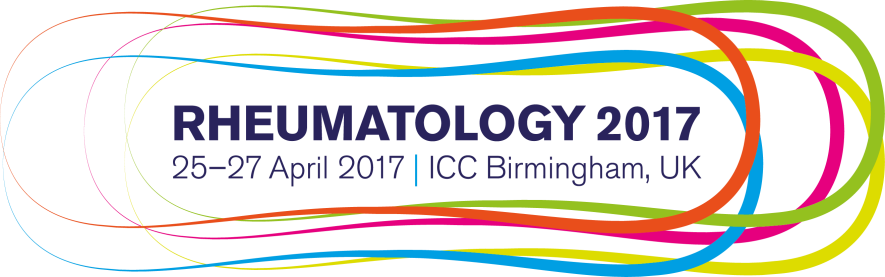 RHEUMATOLOGY 2017
25–27 April 2017 | ICC Birmingham, UK